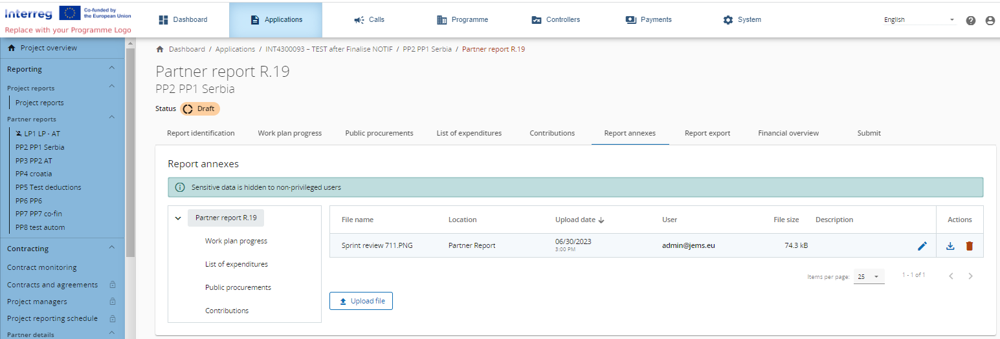 Interreg
Co-funded by
the European Union
Replace with your Programme Logo
Dashboard
Applications
Calls
Programme
Controllers
Payments
System
English
Project overview
Reporting
Project reports
Project reports
Partner reports
LP1 LP - AT
PP2 PP1 Serbia
PP3 PP2 AT
PP4 croatia
PP5 Test deductions
PP6 PP6
PP7 PP7 co-fin
PP8 test autom
Contracting
Contract monitoring
Contracts and agreements
Project managers
Project reporting schedule
Partner details
Dashboard / Applications / INT4300093 – TEST after Finalise NOTIF / PP2 PP1 Serbia / Partner report R.19
Partner report R.19
PP2 PP1 Serbia
Status Draft
Report identification
Work plan progress
Public procurements
List of expenditures
Contributions
Report annexes
Report export
Financial overview
Submit
Report annexes
Sensitive data is hidden to non-privileged users
Partner report R.19
Work plan progress
List of expenditures
Public procurements
Contributions
File name Location Upload date User File size Description Actions
Sprint review 711.PNG Partner Report 06/30/2023 admin@jems.eu 74.3 kB
3:00 PM
Items per page: 25 1 - 1 of 1
Upload file